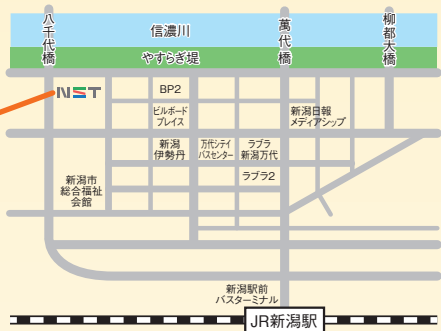 八千代橋
信濃川
やすらぎ堤
萬代橋
柳都大橋
NST
BP2
ビルボード
プレイス
新潟日報
メディアシップ
新潟
伊勢丹
万代シテイ
バスセンター
ラブラ
新潟万代
ラブラ2
新潟市
総合福祉
会館
新潟駅前
バスターミナル
JR新潟駅